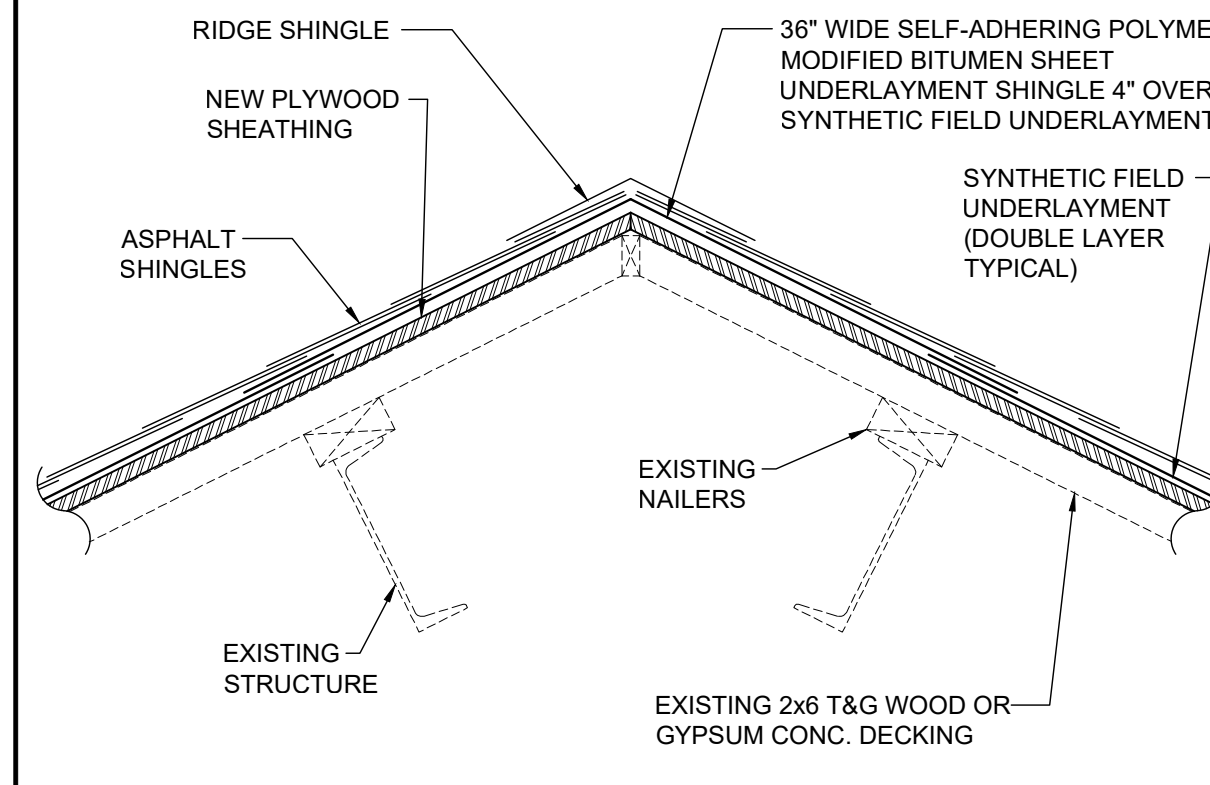 RIDGE SHINGLE
36" WIDE SELF-ADHERING POLYME
MODIFIED BITUMEN SHEET
UNDERLAYMENT SHINGLE 4" OVER
SYNTHETIC FIELD UNDERLAYMENT
NEW PLYWOOD
SHEATHING
SYNTHETIC FIELD
UNDERLAYMENT
(DOUBLE LAYER
TYPICAL)
ASPHALT
SHINGLES
EXISTING
NAILERS
EXISTING
STRUCTURE
EXISTING 2x6 T&G WOOD OR
GYPSUM CONC. DECKING